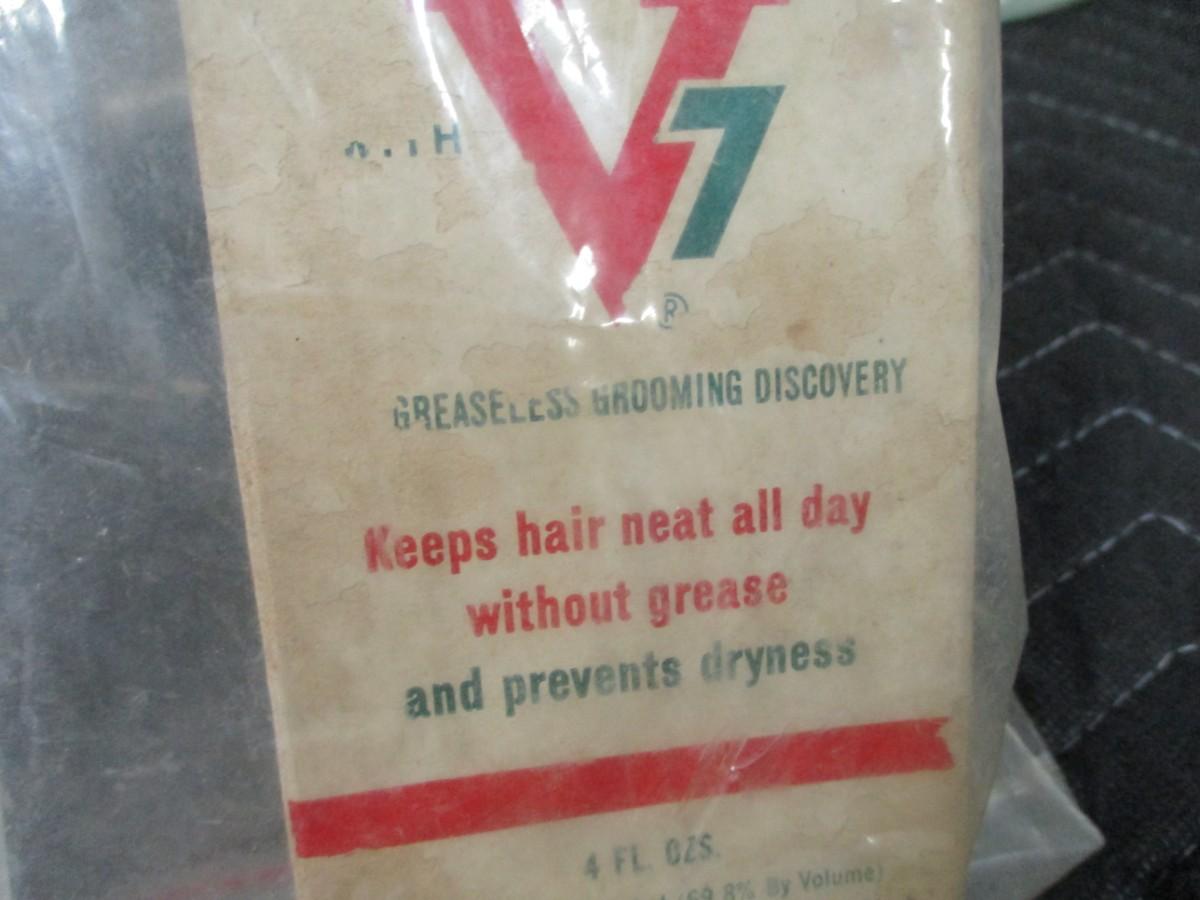 V7
®
GREASELESS GROOMING DISCOVERY
Keeps hair neat all day
without grease
and prevents dryness
4 FL. OZS.
(69.8% By Volume)